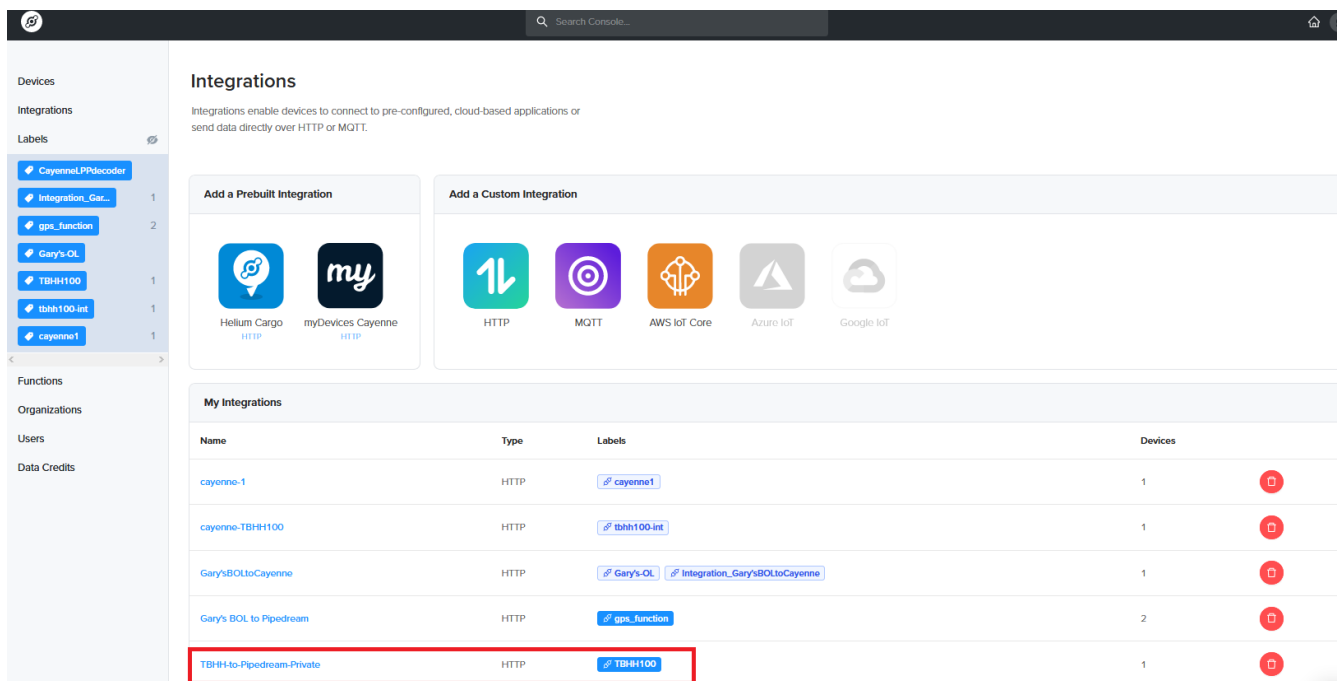 Search Console...
Devices
Integrations
Labels
CayenneLPPdecoder
Integration_Gar... 1
gps_function 2
Gary's-OL
TBHH100 1
tbhh100-int 1
cayenne1 1
Functions
Organizations
Users
Data Credits
Integrations
Integrations enable devices to connect to pre-configured, cloud-based applications or
send data directly over HTTP or MQTT.
Add a Prebuilt Integration
Helium Cargo
HTTP
my
myDevices Cayenne
HTTP
Add a Custom Integration
HTTP
MQTT
AWS IoT Core
Azure IoT
Google IoT
My Integrations
Name Type Labels Devices
cayenne-1 HTTP cayenne1 1
cayenne-TBHH100 HTTP tbhh100-int 1
Gary'sBOLtoCayenne HTTP Gary's-OL Integration_Gary'sBOLtoCayenne 1
Gary's BOL to Pipedream HTTP gps_function 2
TBHH-to-Pipedream-Private HTTP TBHH100 1